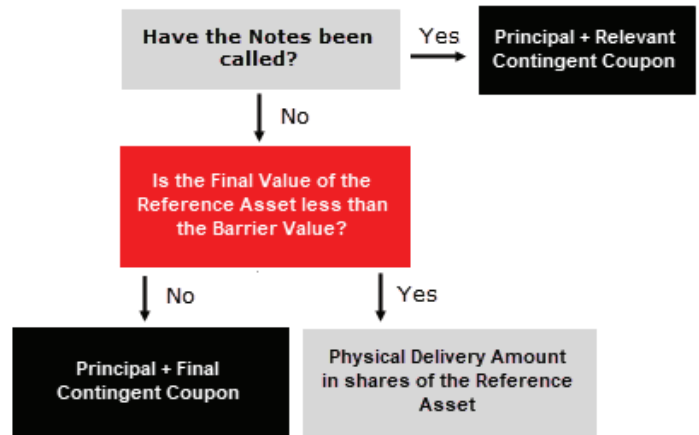 Have the Notes been
called?
Yes
Principal + Relevant
Contingent Coupon
No
Is the Final Value of the
Reference Asset less than
the Barrier Value?
No
Yes
Principal + Final
Contingent Coupon
Physical Delivery Amount
in shares of the Reference
Asset